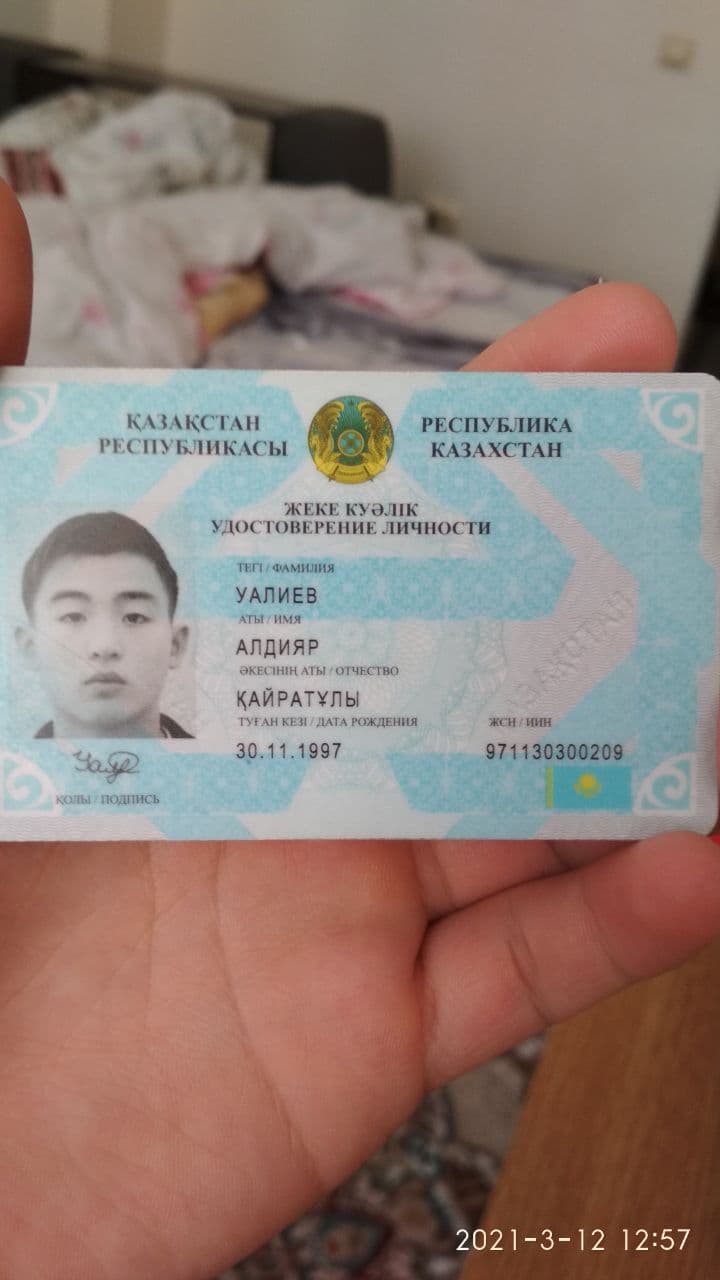 ҚАЗАҚСТАН РЕСПУБЛИКАСЫ
РЕСПУБЛИКА КАЗАХСТАН
ЖЕКЕ КУӘЛІК
УДОСТОВЕРЕНИЕ ЛИЧНОСТИ
ТЕГІ / ФАМИЛИЯ
УАЛИЕВ
АТЫ / ИМЯ
АЛДИЯР
ӘКЕСІНІҢ АТЫ / ОТЧЕСТВО
ҚАЙРАТҰЛЫ
ТУҒАН КЕЗІ / ДАТА РОЖДЕНИЯ
30.11.1997
ЖСН / ИИН
971130300209
ҚОЛЫ / ПОДПИСЬ
2021-3-12 12:57